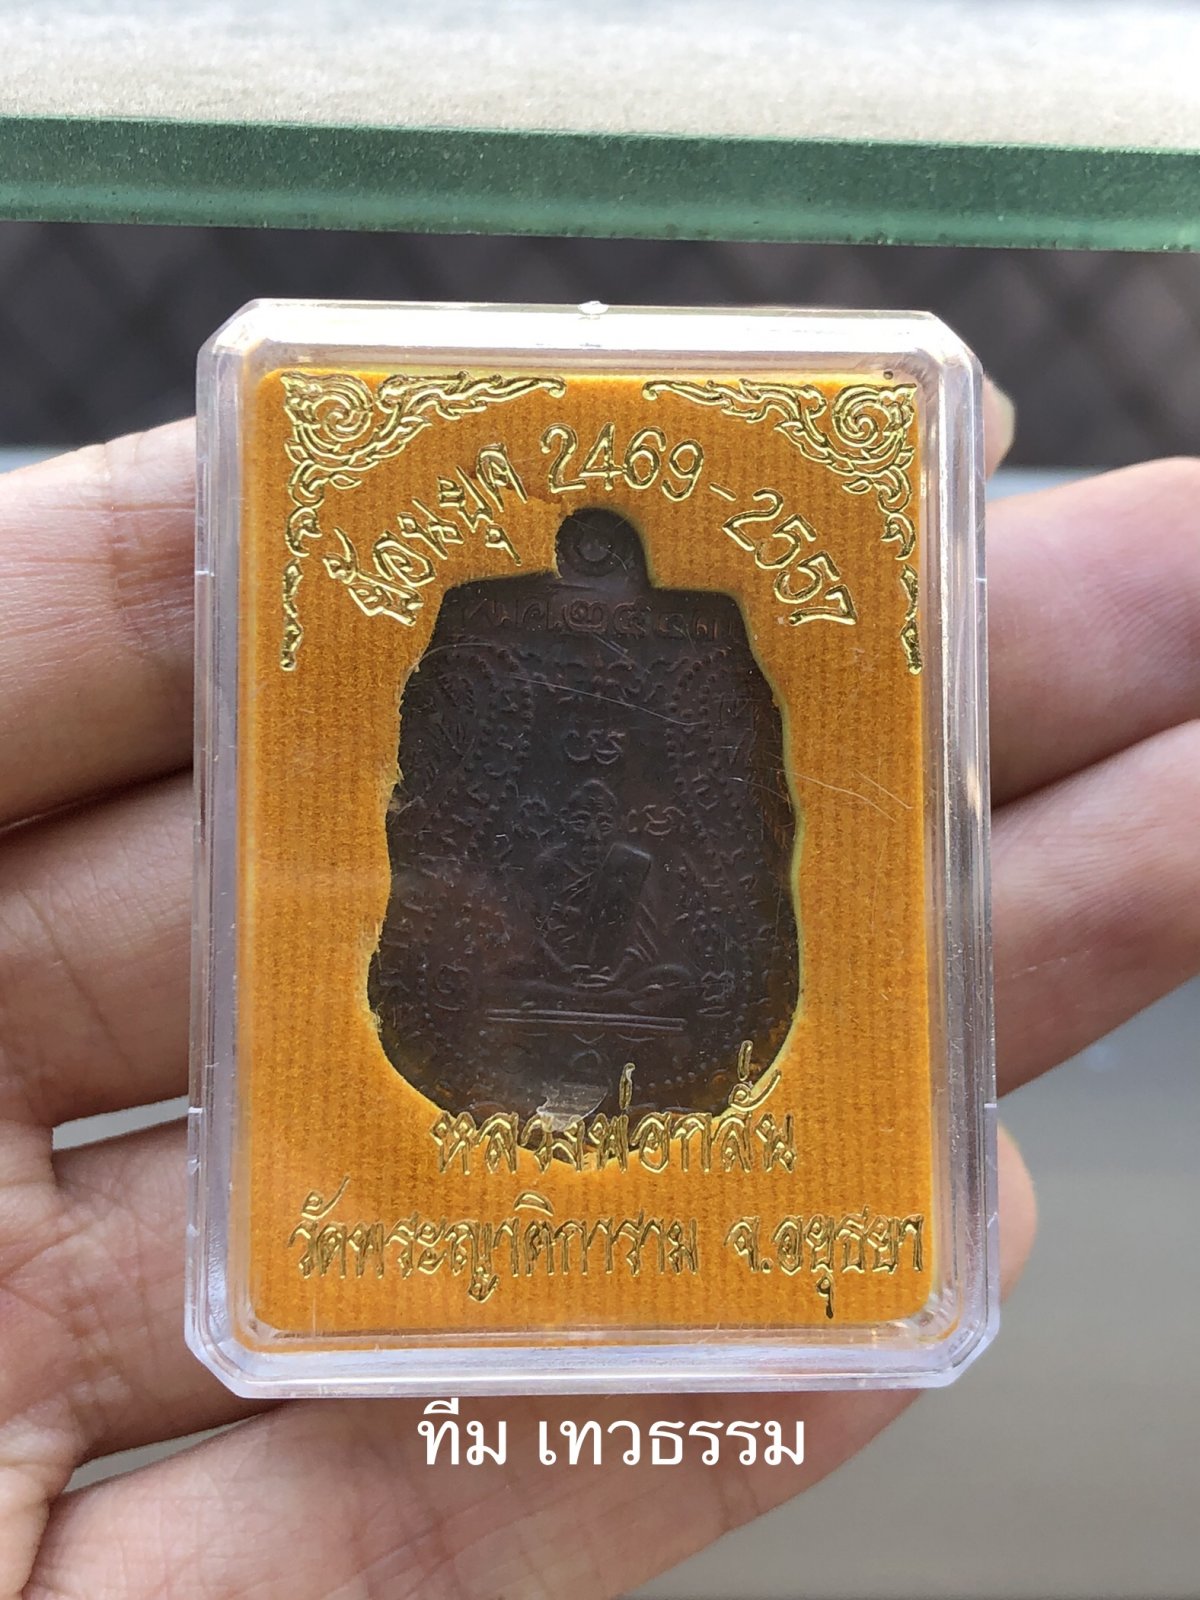 ย้อนยุค 2469-2557
หลวงพ่อกลั่น
วัดพระญาติการาม จ.อยุธยา
ทีม เทวธรรม